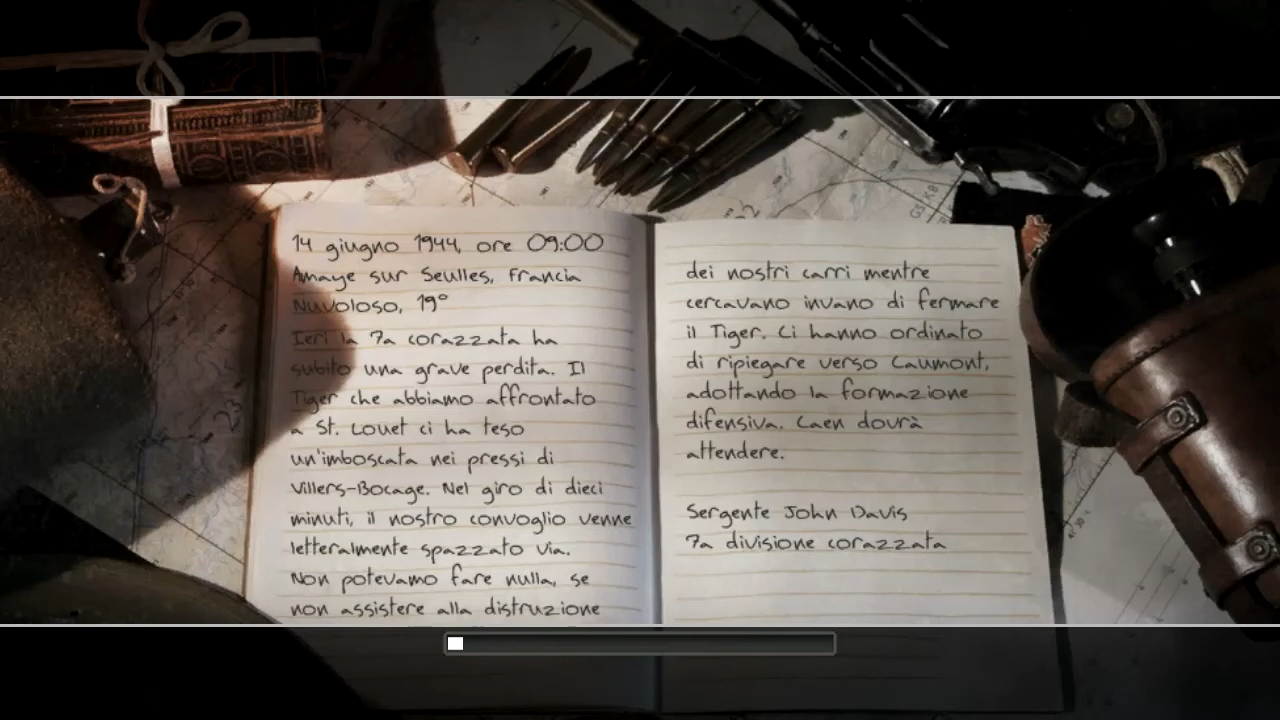 14 giugno 1944, ore 09:00
Amaye sur Seulles, Francia
Nuvoloso, 19°
Ieri la 7a corazzata ha
subito una grave perdita. Il
Tiger che abbiamo affrontato
a St. Louet ci ha teso
un'imboscata nei pressi di
Villers-Bocage. Nel giro di dieci
minuti, il nostro convoglio venne
letteralmente spazzato via.
Non potevamo fare nulla, se
non assistere alla distruzione
dei nostri carri mentre
cercavano invano di fermare
il Tiger. Ci hanno ordinato
di ripiegare verso Caumont,
adottando la formazione
difensiva. Caen dovrà
attendere.
Sergente John Davis
7a divisione corazzata